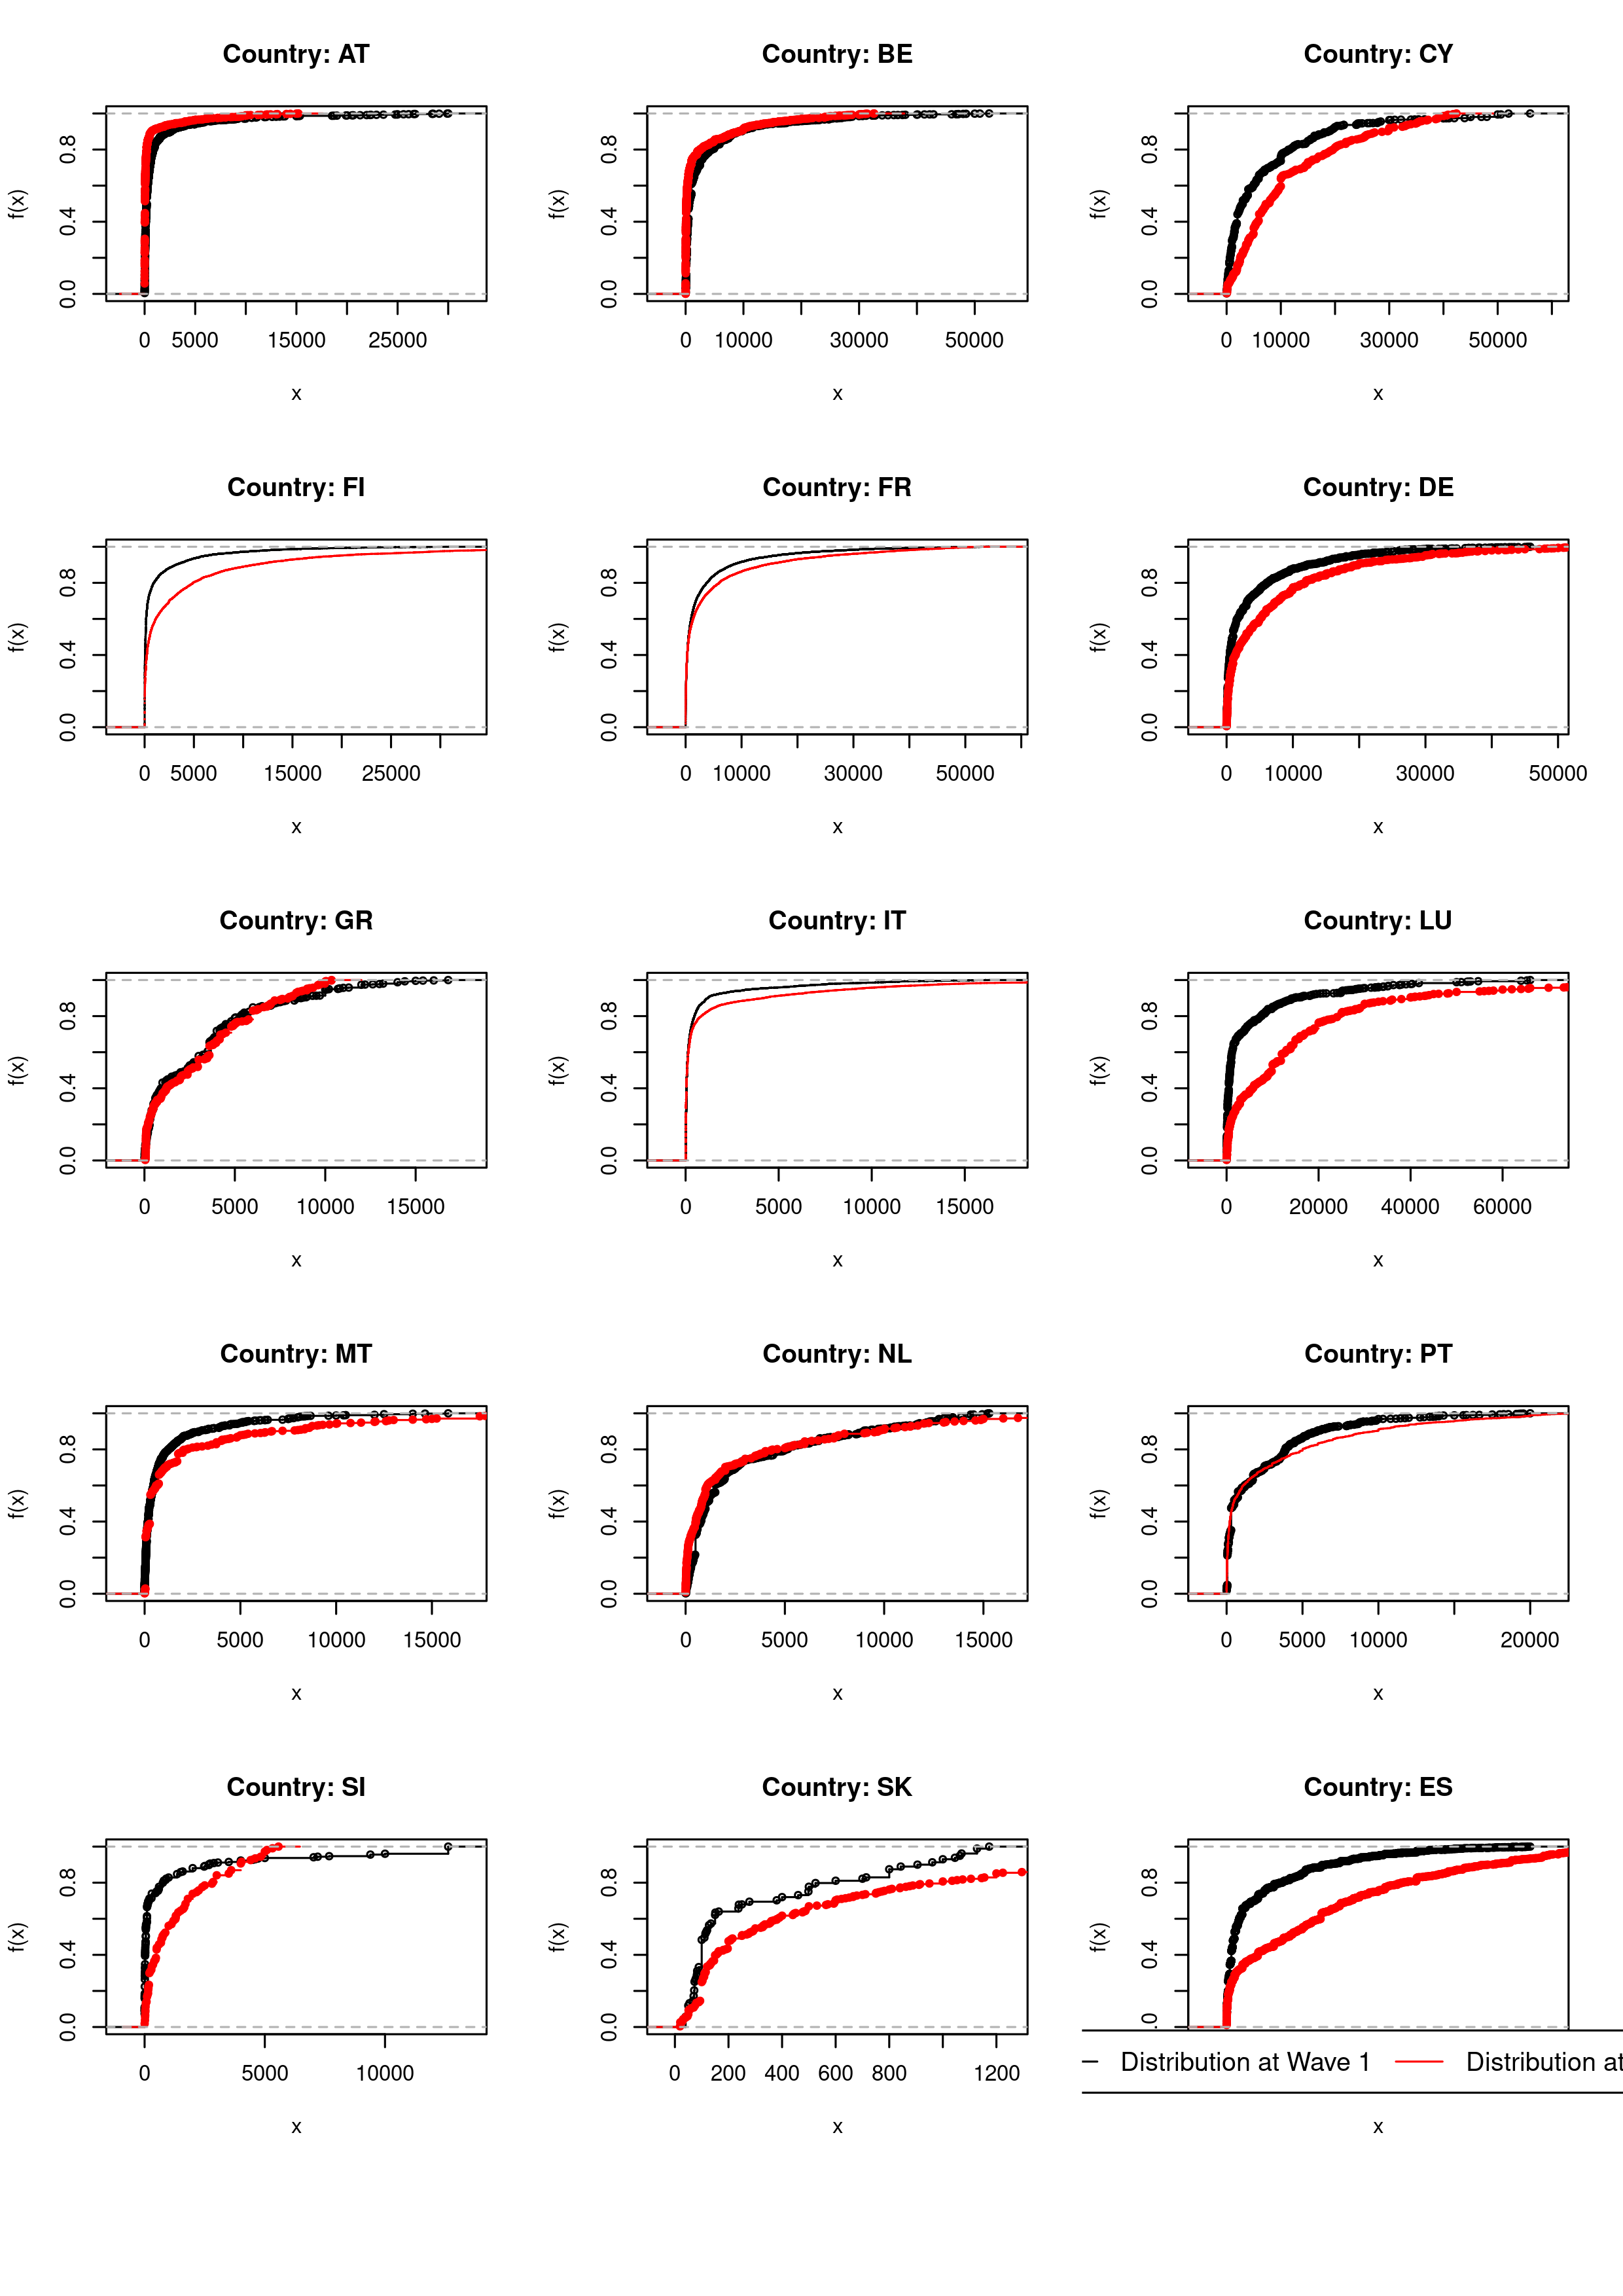 Country: AT
f(x)
0.0 0.4 0.8
0 5000 15000 25000
x
Country: BE
f(x)
0.0 0.4 0.8
0 10000 30000 50000
x
Country: CY
f(x)
0.0 0.4 0.8
0 10000 30000 50000
x
Country: FI
f(x)
0.0 0.4 0.8
0 5000 15000 25000
x
Country: FR
f(x)
0.0 0.4 0.8
0 10000 30000 50000
x
Country: DE
f(x)
0.0 0.4 0.8
0 10000 30000 50000
x
Country: GR
f(x)
0.0 0.4 0.8
0 5000 10000 15000
x
Country: IT
f(x)
0.0 0.4 0.8
0 5000 10000 15000
x
Country: LU
f(x)
0.0 0.4 0.8
0 20000 40000 60000
x
Country: MT
f(x)
0.0 0.4 0.8
0 5000 10000 15000
x
Country: NL
f(x)
0.0 0.4 0.8
0 5000 10000 15000
x
Country: PT
f(x)
0.0 0.4 0.8
0 5000 10000 20000
x
Country: SI
f(x)
0.0 0.4 0.8
0 5000 10000
x
Country: SK
f(x)
0.0 0.4 0.8
0 200 400 600 800 1200
x
Country: ES
f(x)
0.0 0.4 0.8
Distribution at Wave 1 Distribution at
x